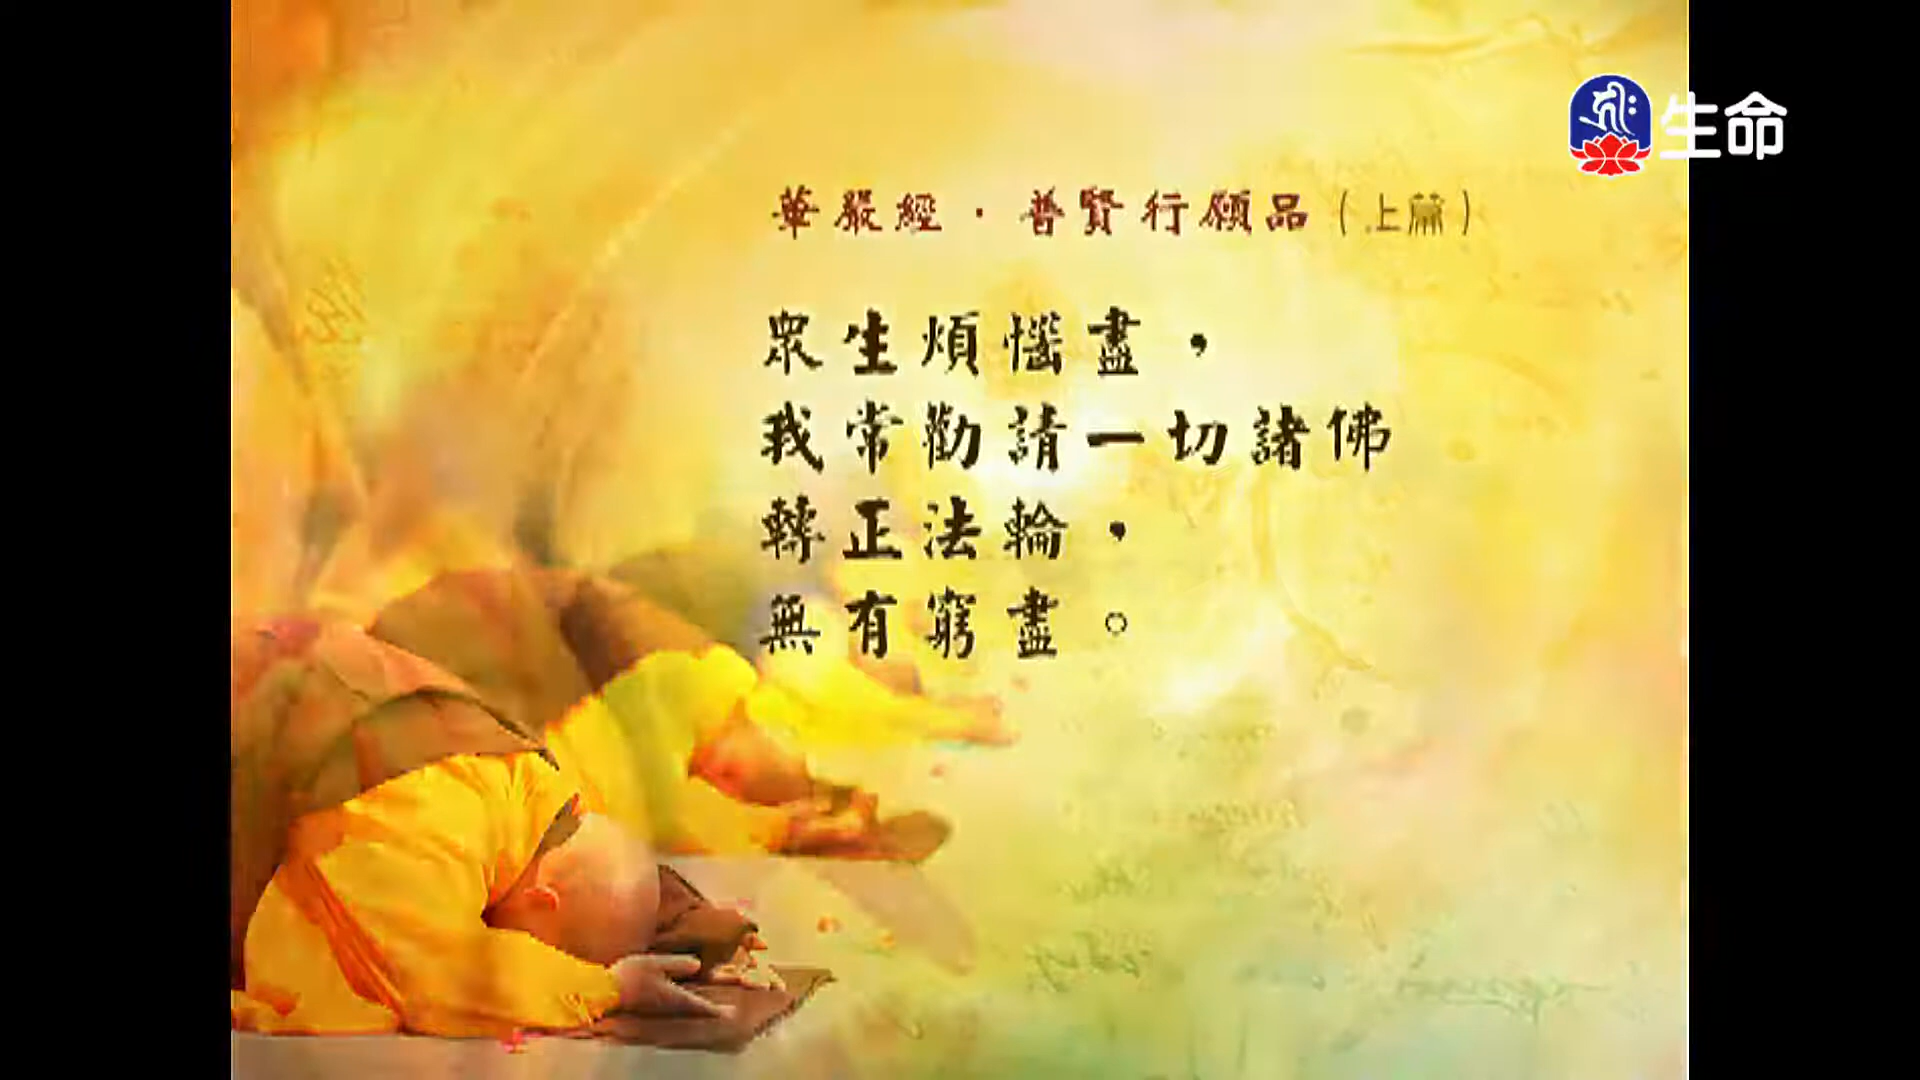 生命
華嚴經・普賢行願品(上篇)
眾生煩惱盡，
我常勸請一切諸佛
轉正法輪，
無有窮盡。